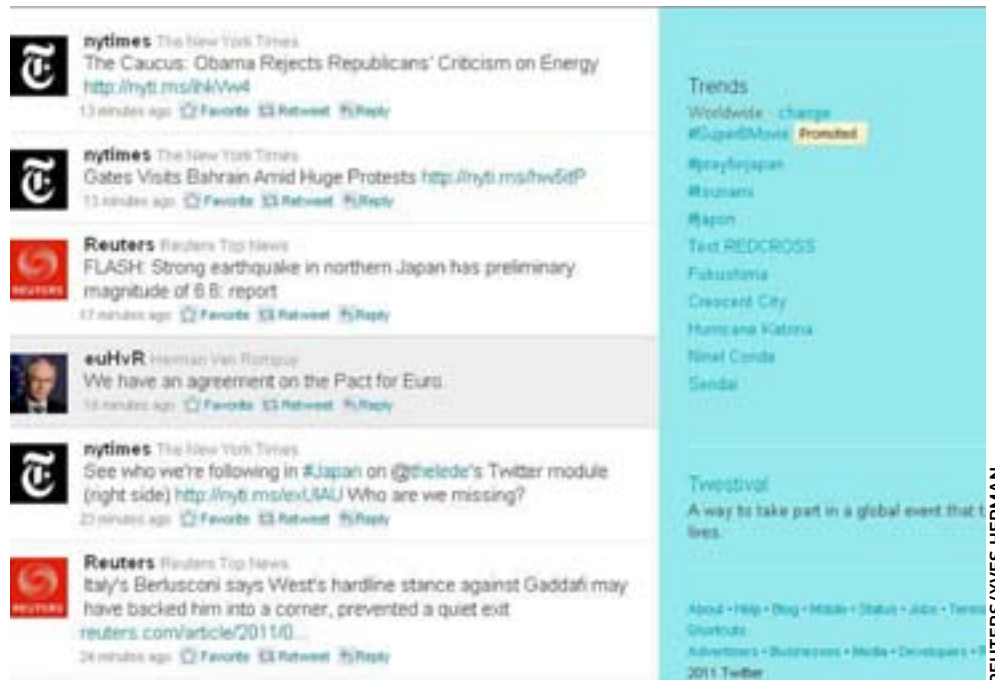 nytimes The New York Times
The Caucus: Obama Rejects Republicans' Criticism on Energy
13 minutes ago Favorite Retweet Reply
nytimes The New York Times
Gates Visits Bahrain Amid Huge Protests
13 minutes ago Favorite Retweet Reply
Reuters Reuters Top News
FLASH: Strong earthquake in northern Japan has preliminary
magnitude of 6.6: report
17 minutes ago Favorite Retweet Reply
REUTERS
euHvR Herman Van Rompuy
We have an agreement on the Pact for Euro.
minutes ago Favorite Retweet Reply
nytimes The New York Times
See who we're following in #Japan on @thelede's Twitter module
(right side) Who are we missing?
23 minutes ago Favorite Retweet Reply
Reuters Reuters Top News
Italy's Berlusconi says West's hardline stance against Gaddafi may
have backed him into a corner, prevented a quiet exit
reuters.com/article/2011/0...
24 minutes ago Favorite Retweet Reply
REUTERS
Trends
Worldwide change
#Super8Movie Promoted
#prayforjapan
#tsunami
#japon
Text REDCROSS
Fukushima
Crescent City
Hurricane Katrina
Ninel Conde
Sendai
Twestival
A way to take part in a global event that
lives.
About • Help • Blog • Mobile • Status • Jobs • Terms
Shortcuts
Advertisers • Businesses • Media • Developers
2011 Twitter
REUTERS/YVES HERMAN